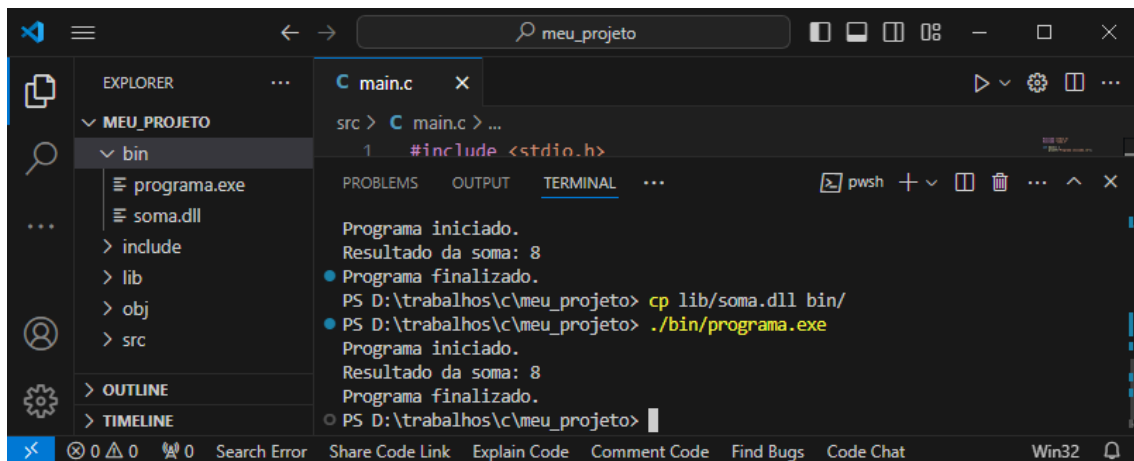 meu_projeto
EXPLORER
MEU_PROJETO
bin
programa.exe
soma.dll
include
lib
obj
src
OUTLINE
TIMELINE
C main.c
src > C main.c > ...
1 #include <stdio.h>
PROBLEMS OUTPUT TERMINAL ... pwsh
Programa iniciado.
Resultado da soma: 8
Programa finalizado.
PS D:\trabalhos\c\meu_projeto> cp lib/soma.dll bin/
PS D:\trabalhos\c\meu_projeto> ./bin/programa.exe
Programa iniciado.
Resultado da soma: 8
Programa finalizado.
PS D:\trabalhos\c\meu_projeto>
0 0 0 Search Error Share Code Link Explain Code Comment Code Find Bugs Code Chat Win32